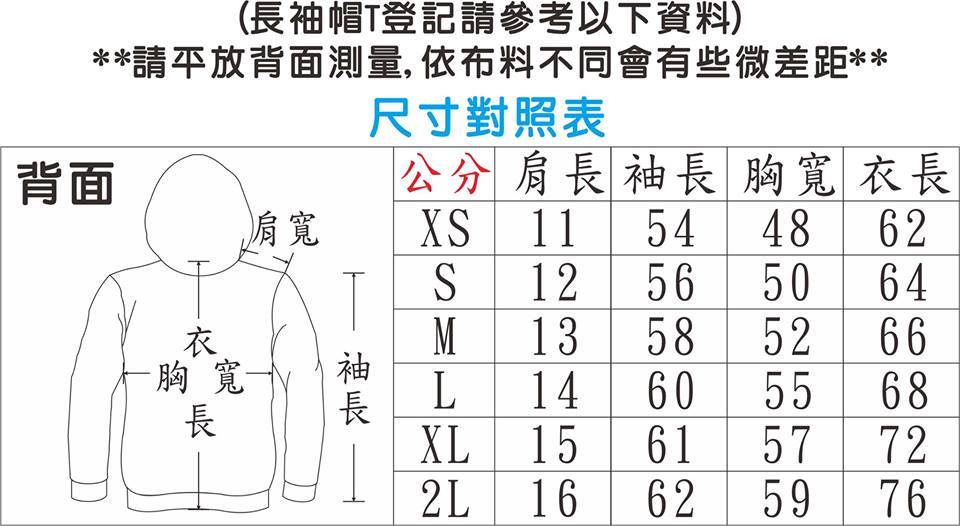 (長袖帽T登記請參考以下資料)
**請平放背面測量,依布料不同會有些微差距**
尺寸對照表
背面
肩寬
衣長
胸寬
袖長
公分 肩長 袖長 胸寬 衣長
XS 11 54 48 62
S 12 56 50 64
M 13 58 52 66
L 14 60 55 68
XL 15 61 57 72
2L 16 62 59 76